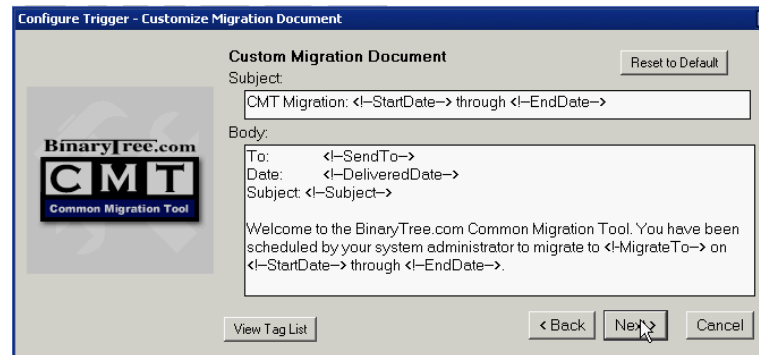 Configure Trigger - Customize Migration Document
Custom Migration Document
Reset to Default
Subject:
CMT Migration: <!–StartDate–> through <!–EndDate–>
BinaryTree.com
CMT
Common Migration Tool
Body:
To: <!–SendTo–>
Date: <!–DeliveredDate–>
Subject: <!–Subject–>
Welcome to the BinaryTree.com Common Migration Tool. You have been
scheduled by your system administrator to migrate to <!-MigrateTo–> on
<!–StartDate–> through <!–EndDate–>.
View Tag List
< Back
Next >
Cancel